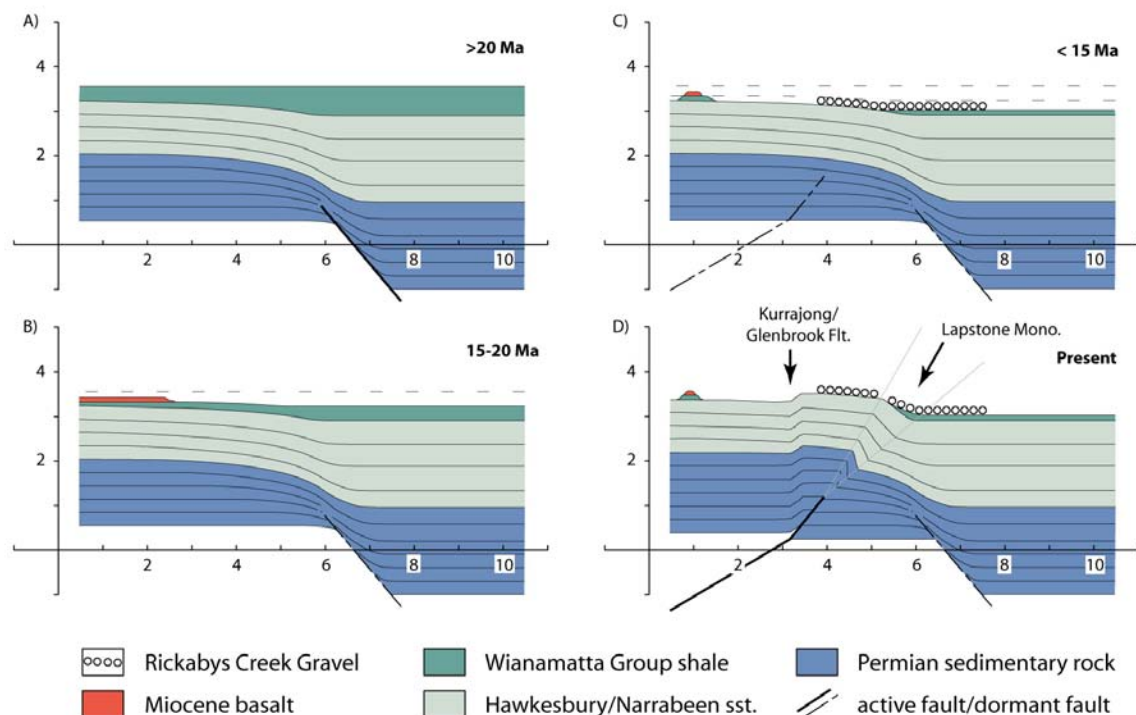 A)
>20 Ma
4
2
2
4
6
8
10
B)
15-20 Ma
4
2
2
4
6
8
10
C)
< 15 Ma
4
2
2
4
6
8
10
D)
Kurrajong/
Glenbrook Flt.
Lapstone Mono.
Present
4
2
2
4
6
8
10
Rickabys Creek Gravel
Wianamatta Group shale
Permian sedimentary rock
Miocene basalt
Hawkesbury/Narrabeen sst.
active fault/dormant fault